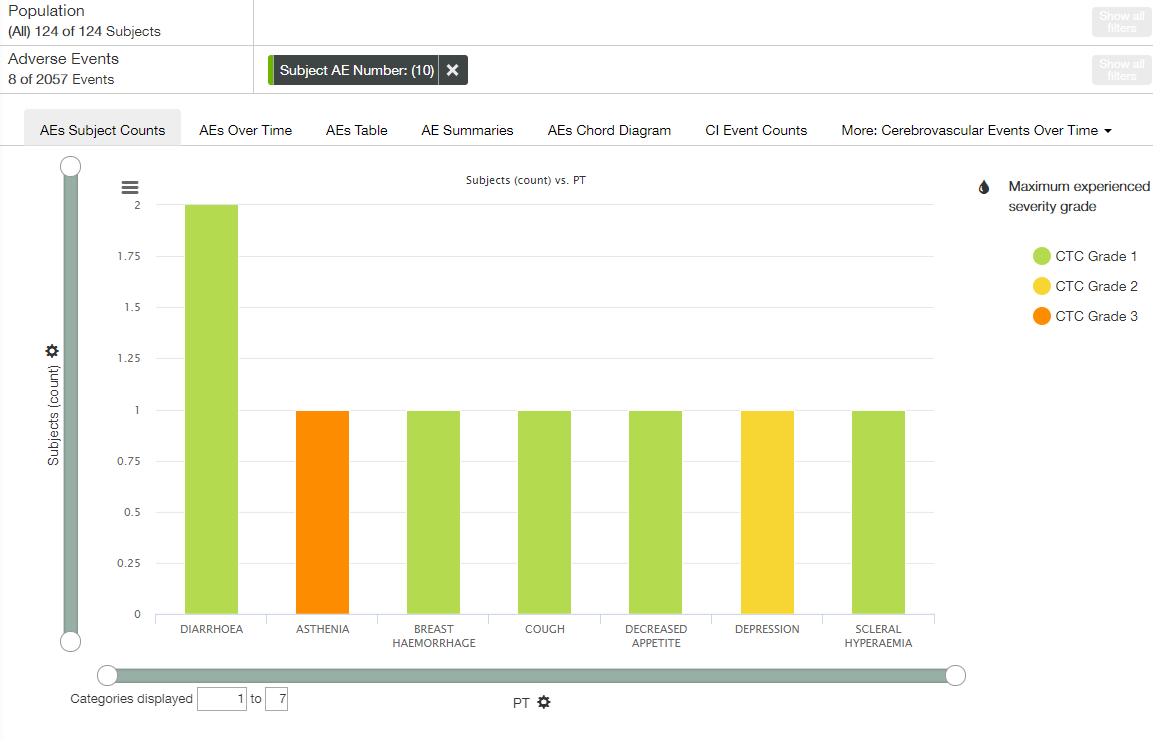 Population
(All) 124 of 124 Subjects
Show all
filters
Adverse Events
8 of 2057 Events
Subject AE Number: (10)
Show all
filters
AEs Subject Counts
AEs Over Time
AEs Table
AE Summaries
AEs Chord Diagram
CI Event Counts
More: Cerebrovascular Events Over Time
Subjects (count) vs. PT
Maximum experienced
severity grade
CTC Grade 1
CTC Grade 2
CTC Grade 3
Subjects (count)
2
1.75
1.5
1.25
1
0.75
0.5
0.25
0
DIARRHOEA
ASTHENIA
BREAST
HAEMORRHAGE
COUGH
DECREASED
APPETITE
DEPRESSION
SCLERAL
HYPERAEMIA
Categories displayed 1 to 7
PT